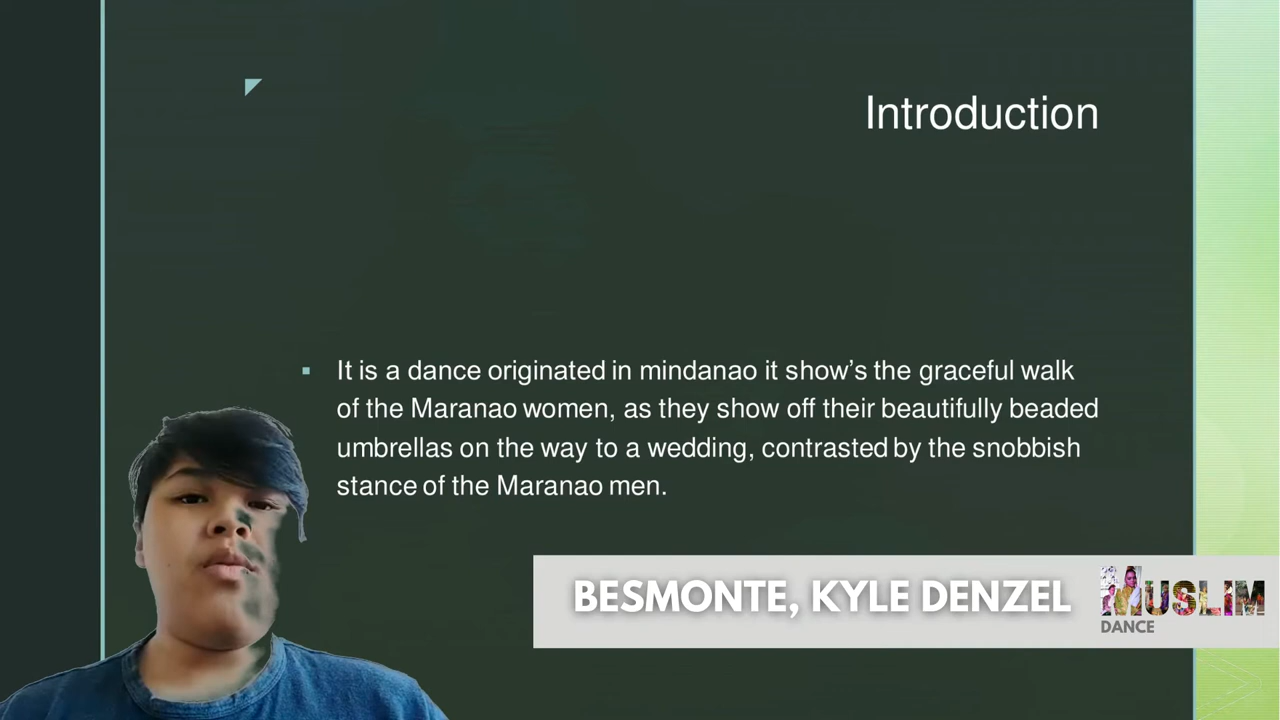 Introduction
It is a dance originated in mindanao it show’s the graceful walk
of the Maranao women, as they show off their beautifully beaded
umbrellas on the way to a wedding, contrasted by the snobbish
stance of the Maranao men.
BESMONTE, KYLE DENZEL
MUSLIM
DANCE